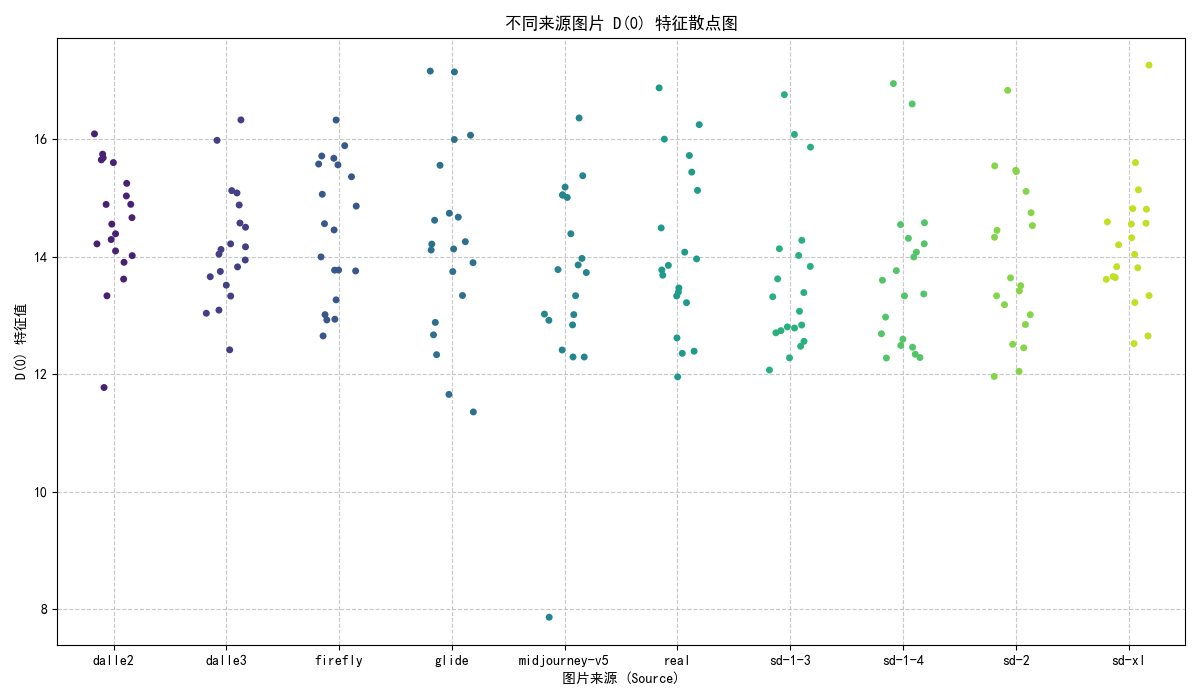 不同来源图片 D(0) 特征散点图
D(0) 特征值
16
14
12
10
8
dalle2 dalle3 firefly glide midjourney-v5 real sd-1-3 sd-1-4 sd-2 sd-xl
图片来源 (Source)